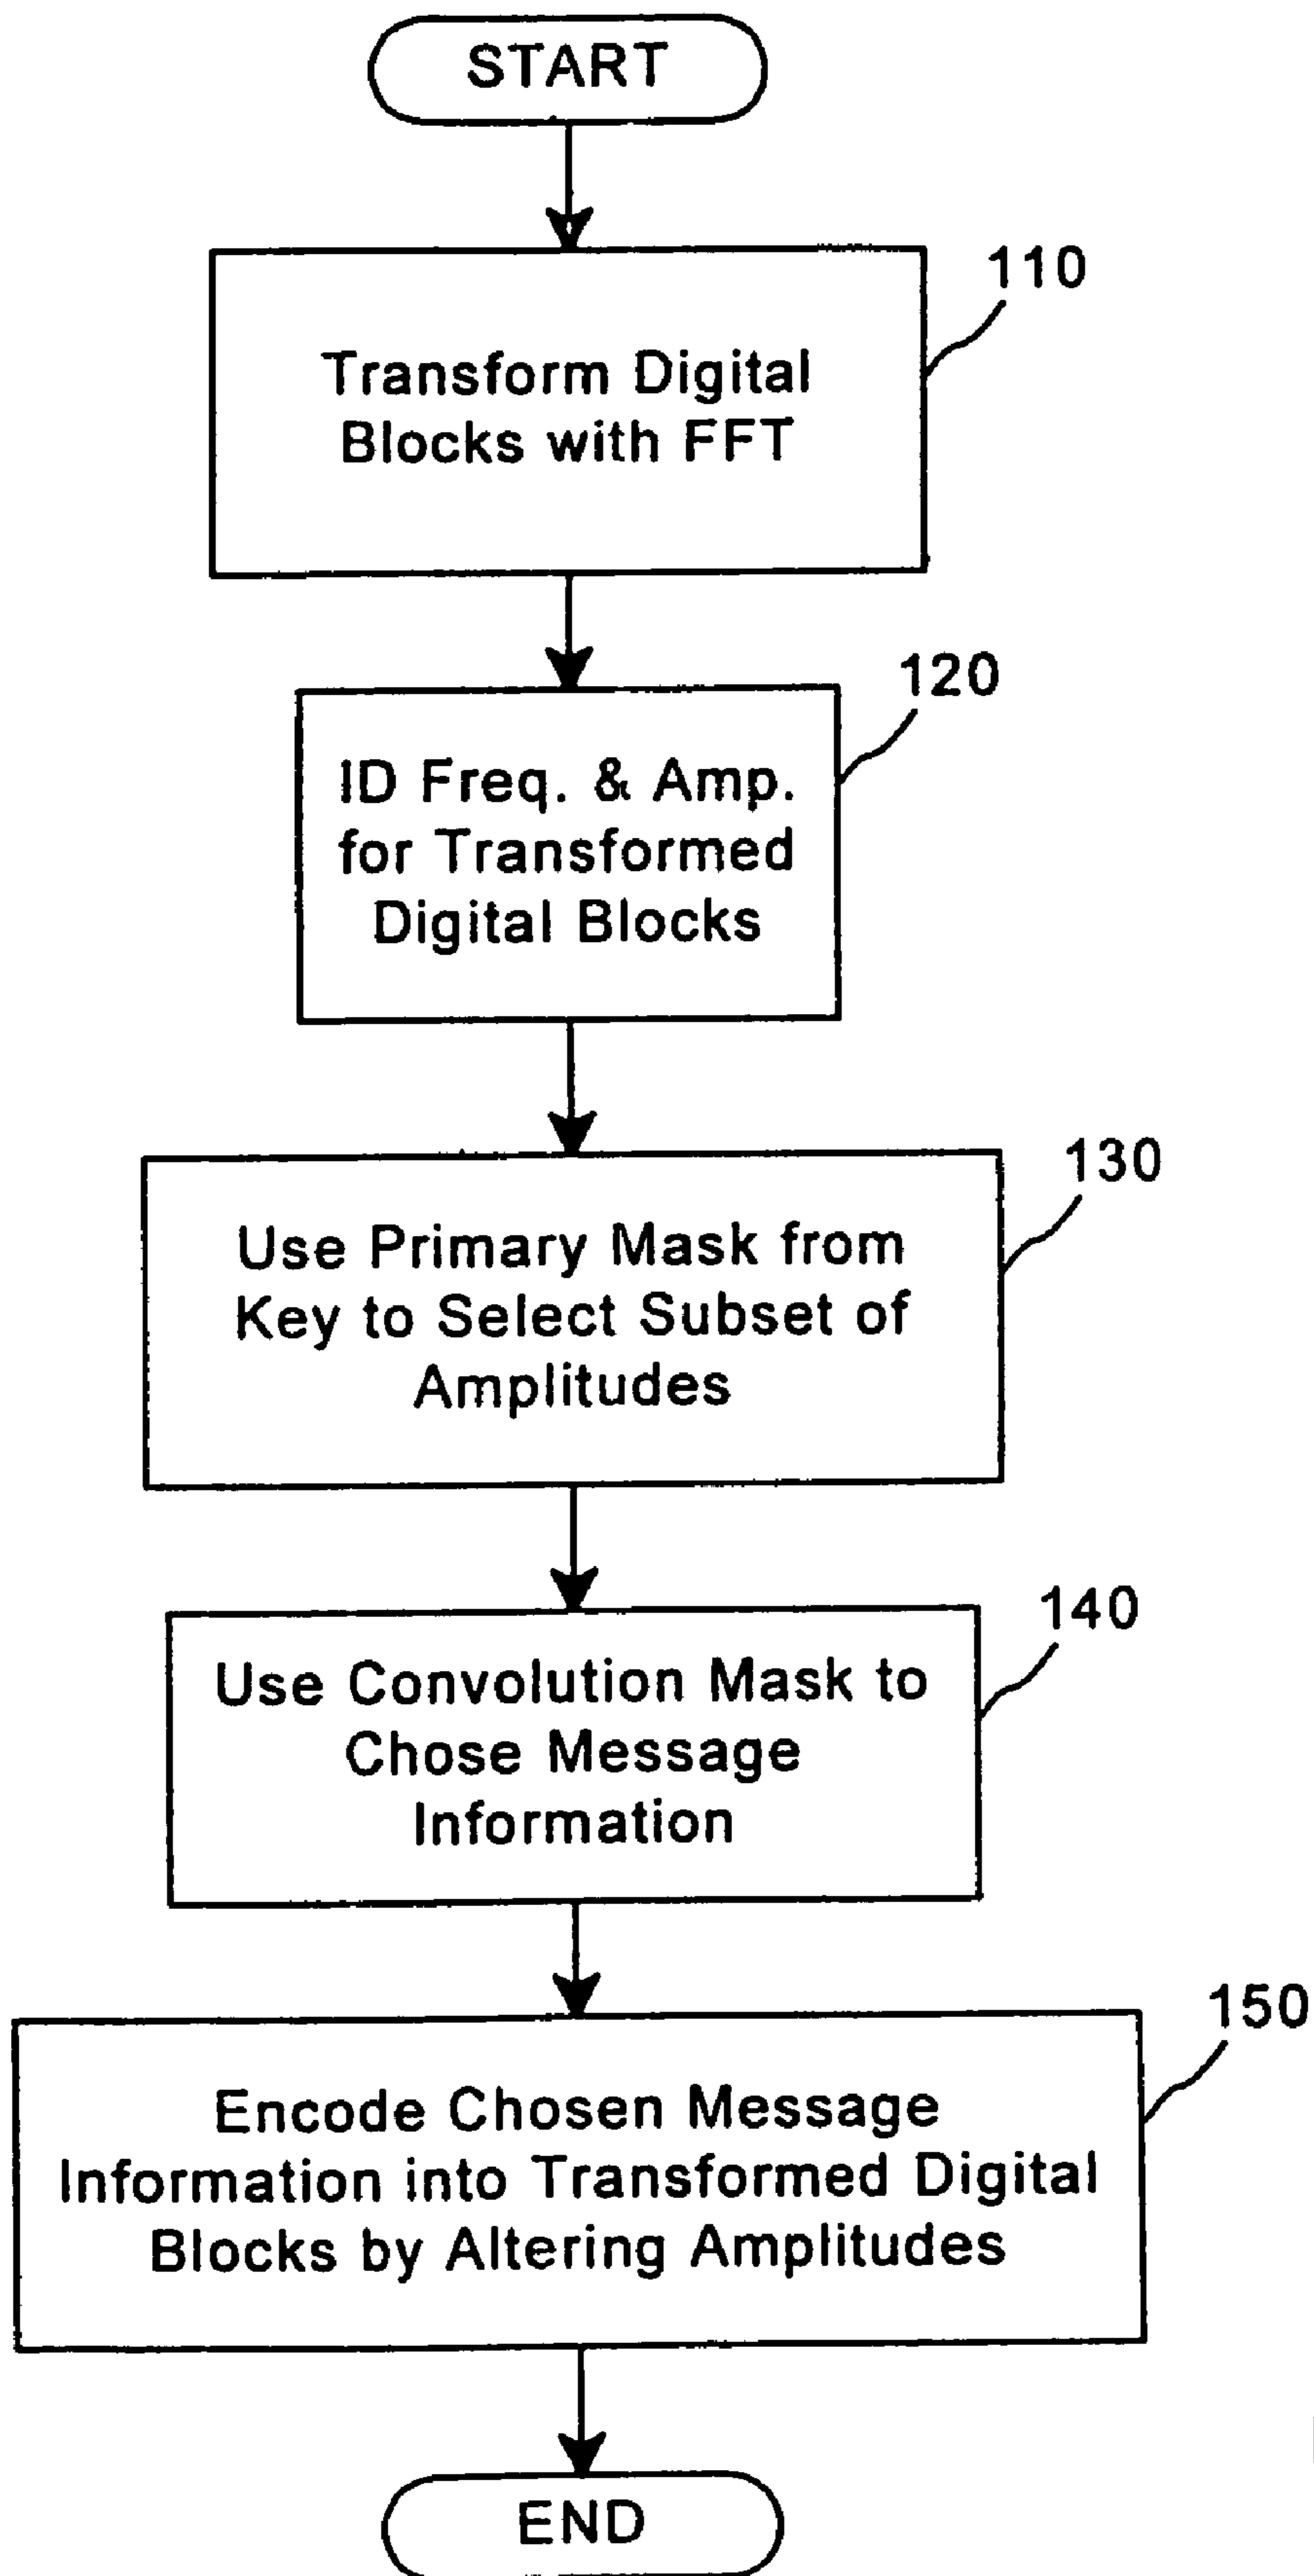 START
110
Transform Digital
Blocks with FFT
120
ID Freq. & Amp.
for Transformed
Digital Blocks
130
Use Primary Mask from
Key to Select Subset of
Amplitudes
140
Use Convolution Mask to
Chose Message
Information
150
Encode Chosen Message
Information into Transformed Digital
Blocks by Altering Amplitudes
END